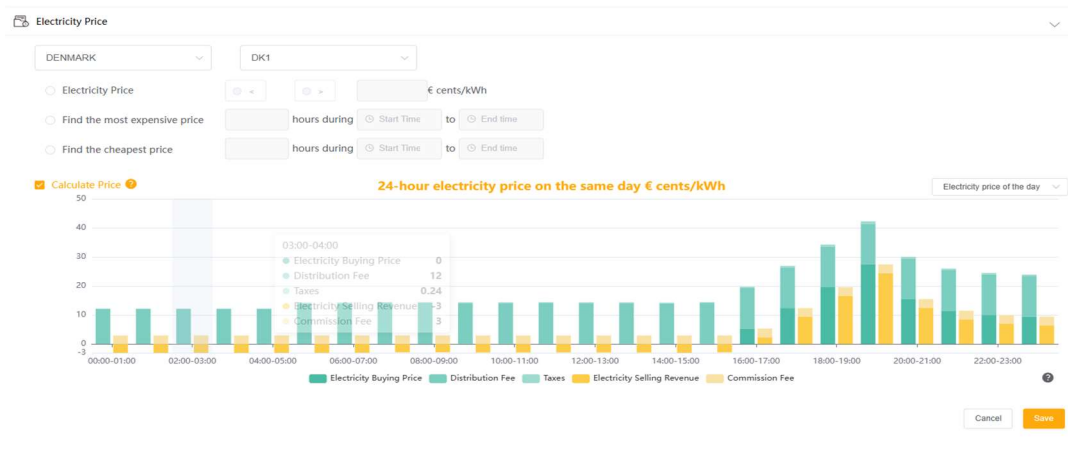 Electricity Price
DENMARK
DK1
Electricity Price
<
>
€ cents/kWh
Find the most expensive price
hours during
Start Time
to
End time
Find the cheapest price
hours during
Start Time
to
End time
Calculate Price ?
24-hour electricity price on the same day € cents/kWh
Electricity price of the day
50
40
30
20
10
0
-3
03:00-04:00
Electricity Buying Price 0
Distribution Fee 12
Taxes 0.24
Electricity Selling Revenue -3
Commission Fee 3
00:00-01:00 02:00-03:00 04:00-05:00 06:00-07:00 08:00-09:00 10:00-11:00 12:00-13:00 14:00-15:00 16:00-17:00 18:00-19:00 20:00-21:00 22:00-23:00
Electricity Buying Price Distribution Fee Taxes Electricity Selling Revenue Commission Fee
?
Cancel
Save